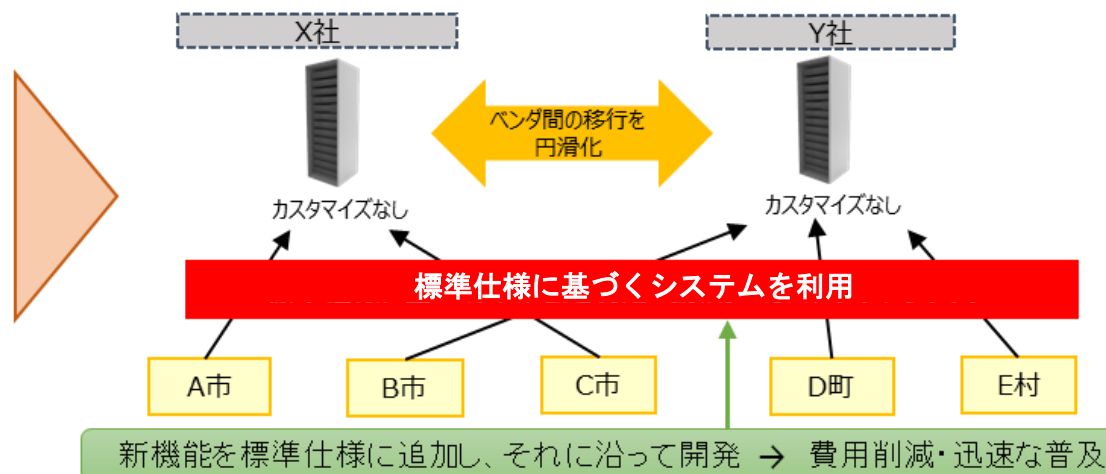 X社
Y社
ベンダ間の移行を
円滑化
カスタマイズなし
カスタマイズなし
標準仕様に基づくシステムを利用
A市
B市
C市
D町
E村
新機能を標準仕様に追加し、それに沿って開発 → 費用削減・迅速な普及